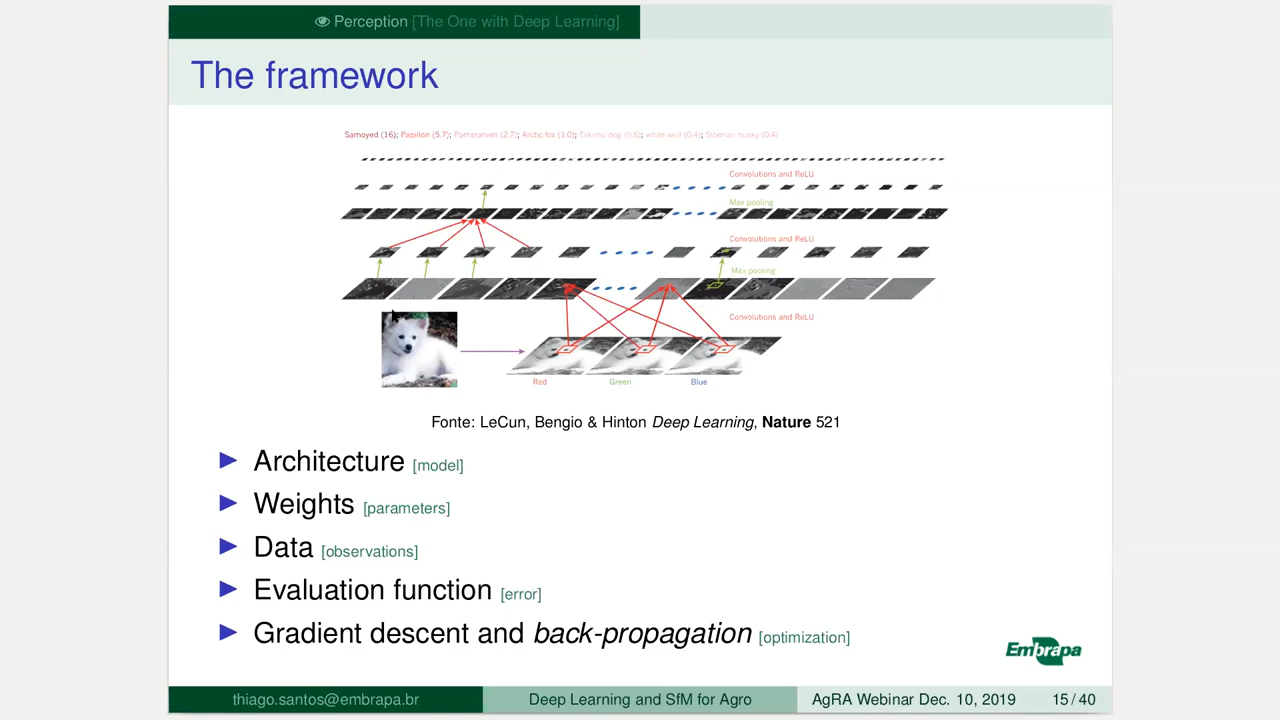 Perception [The One with Deep Learning]
The framework
Samoyed (16); Papillon (5.7); Pomeranian (2.7); Arctic fox (1.0); Eskimo dog (0.6); white wolf (0.4); Siberian husky (0.4)
Convolutions and ReLU
Max pooling
Convolutions and ReLU
Max pooling
Convolutions and ReLU
Red Green Blue
Fonte: LeCun, Bengio & Hinton Deep Learning, Nature 521
Architecture [model]
Weights [parameters]
Data [observations]
Evaluation function [error]
Gradient descent and back-propagation [optimization]
Embrapa
thiago.santos@embrapa.br Deep Learning and SfM for Agro AgRA Webinar Dec. 10, 2019 15/40